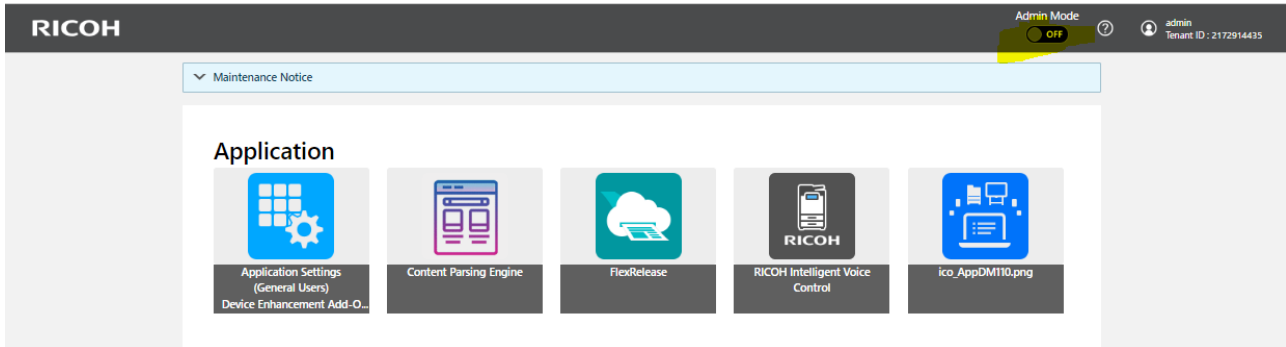 RICOH
Admin Mode
OFF
?
admin
Tenant ID : 2172914435
Maintenance Notice
Application
RICOH
Application Settings
(General Users)
Device Enhancement Add-O...
Content Parsing Engine
FlexRelease
RICOH Intelligent Voice
Control
ico_AppDM110.png